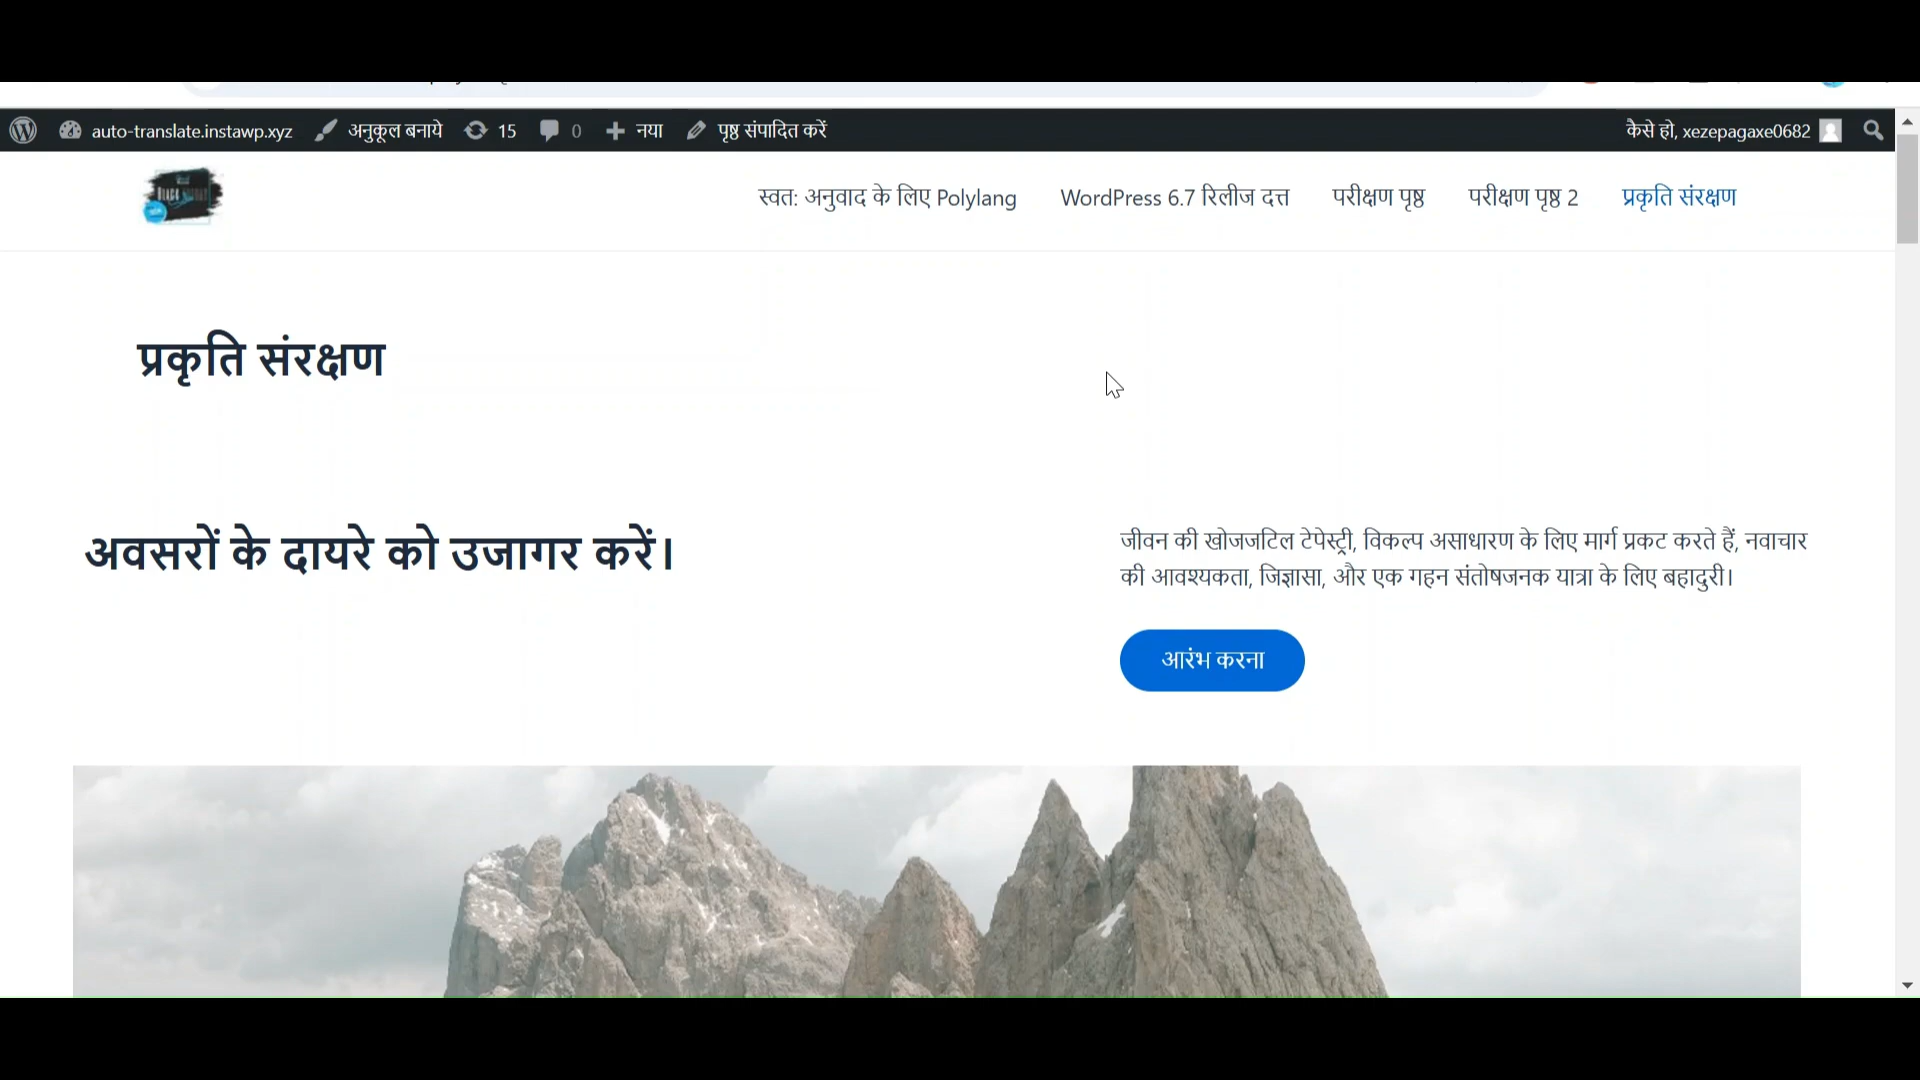 auto-translate.instawp.xyz अनुकूल बनाये 15 0 नया पृष्ठ संपादित करें कैसे हो, xezepagaxe0682
स्वत: अनुवाद के लिए Polylang WordPress 6.7 रिलीज दत्त परीक्षण पृष्ठ परीक्षण पृष्ठ 2 प्रकृति संरक्षण
प्रकृति संरक्षण
अवसरों के दायरे को उजागर करें।
जीवन की खोजजटिल टेपेस्ट्री, विकल्प असाधारण के लिए मार्ग प्रकट करते हैं, नवाचार
की आवश्यकता, जिज्ञासा, और एक गहन संतोषजनक यात्रा के लिए बहादुरी।
आरंभ करना